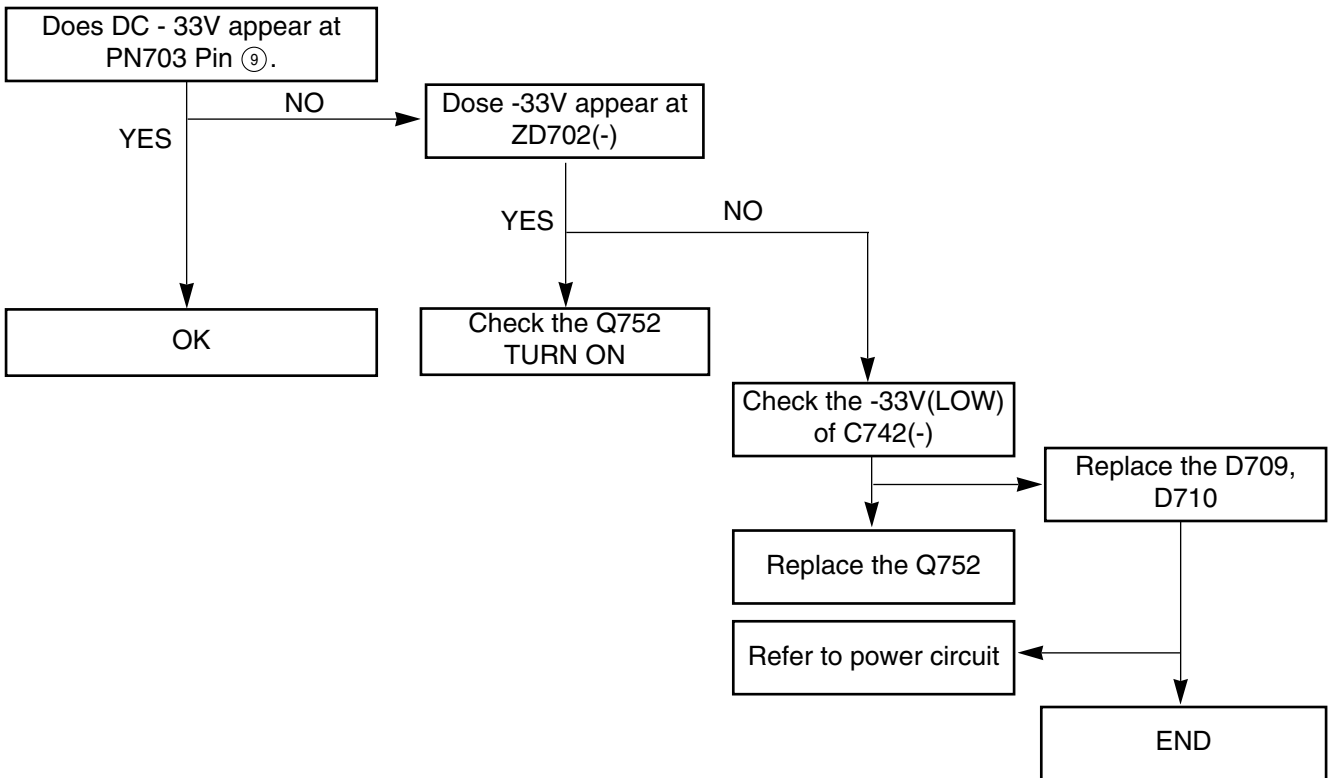 Does DC - 33V appear at
PN703 Pin ⑨.
NO
YES
Dose -33V appear at
ZD702(-)
YES
NO
OK
Check the Q752
TURN ON
Check the -33V(LOW)
of C742(-)
Replace the D709,
D710
Replace the Q752
Refer to power circuit
END